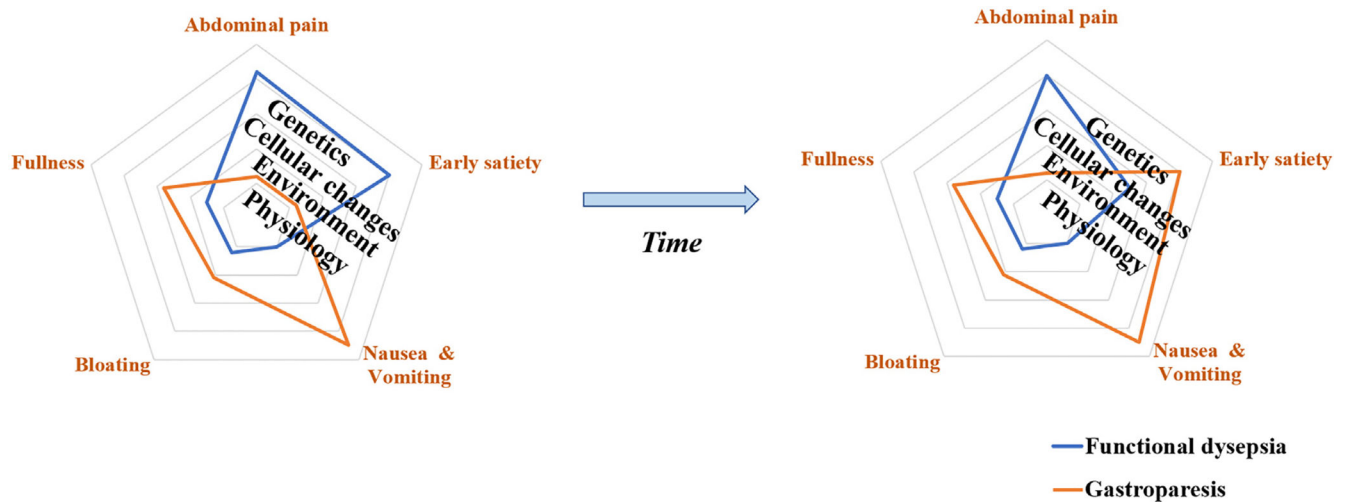 Abdominal pain
Fullness
Early satiety
Genetics
Cellular changes
Environment
Physiology
Bloating
Nausea &
Vomiting
Time
Abdominal pain
Fullness
Early satiety
Genetics
Cellular changes
Environment
Physiology
Bloating
Nausea &
Vomiting
Functional dysepsia
Gastroparesis